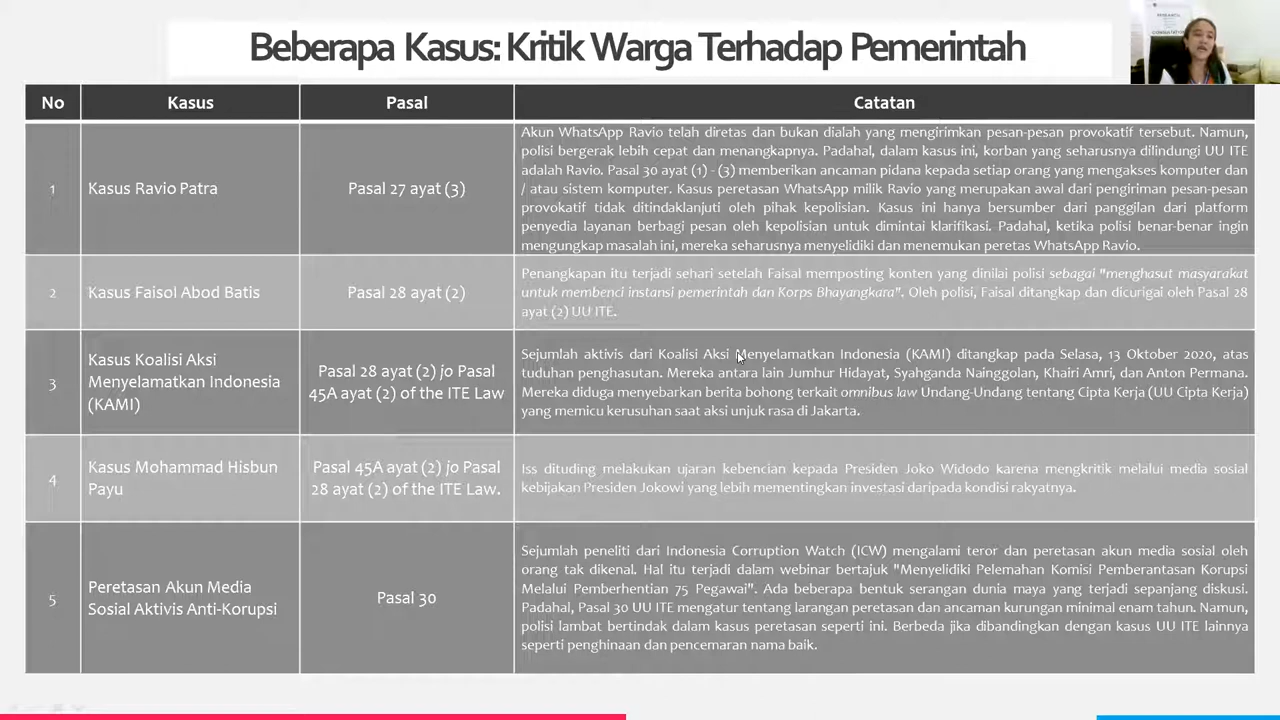 Beberapa Kasus: Kritik Warga Terhadap Pemerintah
No
Kasus
Pasal
Catatan
1
Kasus Ravio Patra
Pasal 27 ayat (3)
Akun WhatsApp Ravio telah diretas dan bukan dialah yang mengirimkan pesan-pesan provokatif tersebut. Namun,
polisi bergerak lebih cepat dan menangkapnya. Padahal, dalam kasus ini, korban yang seharusnya dilindungi UU ITE
adalah Ravio. Pasal 30 ayat (1) - (3) memberikan ancaman pidana kepada setiap orang yang mengakses komputer dan
/ atau sistem komputer. Kasus peretasan WhatsApp milik Ravio yang merupakan awal dari pengiriman pesan-pesan
provokatif tidak ditindaklanjuti oleh pihak kepolisian. Kasus ini hanya bersumber dari panggilan dari platform
penyedia layanan berbagi pesan oleh kepolisian untuk dimintai klarifikasi. Padahal, ketika polisi benar-benar ingin
mengungkap masalah ini, mereka seharusnya menyelidiki dan menemukan peretas WhatsApp Ravio.
2
Kasus Faisol Abod Batis
Pasal 28 ayat (2)
Penangkapan itu terjadi sehari setelah Faisal memposting konten yang dinilai polisi sebagai "menghasut masyarakat
untuk membenci instansi pemerintah dan Korps Bhayangkara". Oleh polisi, Faisal ditangkap dan dicurigai oleh Pasal 28
ayat (2) UU ITE.
3
Kasus Koalisi Aksi
Menyelamatkan Indonesia
(KAMI)
Pasal 28 ayat (2) jo Pasal
45A ayat (2) of the ITE Law
Sejumlah aktivis dari Koalisi Aksi Menyelamatkan Indonesia (KAMI) ditangkap pada Selasa, 13 Oktober 2020, atas
tuduhan penghasutan. Mereka antara lain Jumhur Hidayat, Syahganda Nainggolan, Khairi Amri, dan Anton Permana.
Mereka diduga menyebarkan berita bohong terkait omnibus law Undang-Undang tentang Cipta Kerja (UU Cipta Kerja)
yang memicu kerusuhan saat aksi unjuk rasa di Jakarta.
4
Kasus Mohammad Hisbun
Payu
Pasal 45A ayat (2) jo Pasal
28 ayat (2) of the ITE Law.
Iss dituding melakukan ujaran kebencian kepada Presiden Joko Widodo karena mengkritik melalui media sosial
kebijakan Presiden Jokowi yang lebih mementingkan investasi daripada kondisi rakyatnya.
5
Peretasan Akun Media
Sosial Aktivis Anti-Korupsi
Pasal 30
Sejumlah peneliti dari Indonesia Corruption Watch (ICW) mengalami teror dan peretasan akun media sosial oleh
orang tak dikenal. Hal itu terjadi dalam webinar bertajuk "Menyelidiki Pelemahan Komisi Pemberantasan Korupsi
Melalui Pemberhentian 75 Pegawai". Ada beberapa bentuk serangan dunia maya yang terjadi sepanjang diskusi.
Padahal, Pasal 30 UU ITE mengatur tentang larangan peretasan dan ancaman kurungan minimal enam tahun. Namun,
polisi lambat bertindak dalam kasus peretasan seperti ini. Berbeda jika dibandingkan dengan kasus UU ITE lainnya
seperti penghinaan dan pencemaran nama baik.